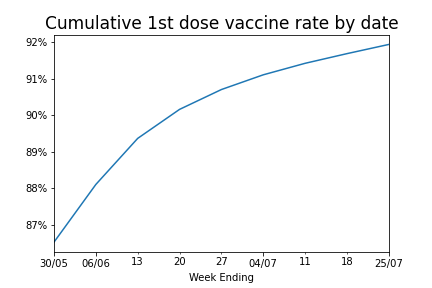 Cumulative 1st dose vaccine rate by date
92%
91%
90%
89%
88%
87%
30/05 06/06 13 20 27 04/07 11 18 25/07
Week Ending